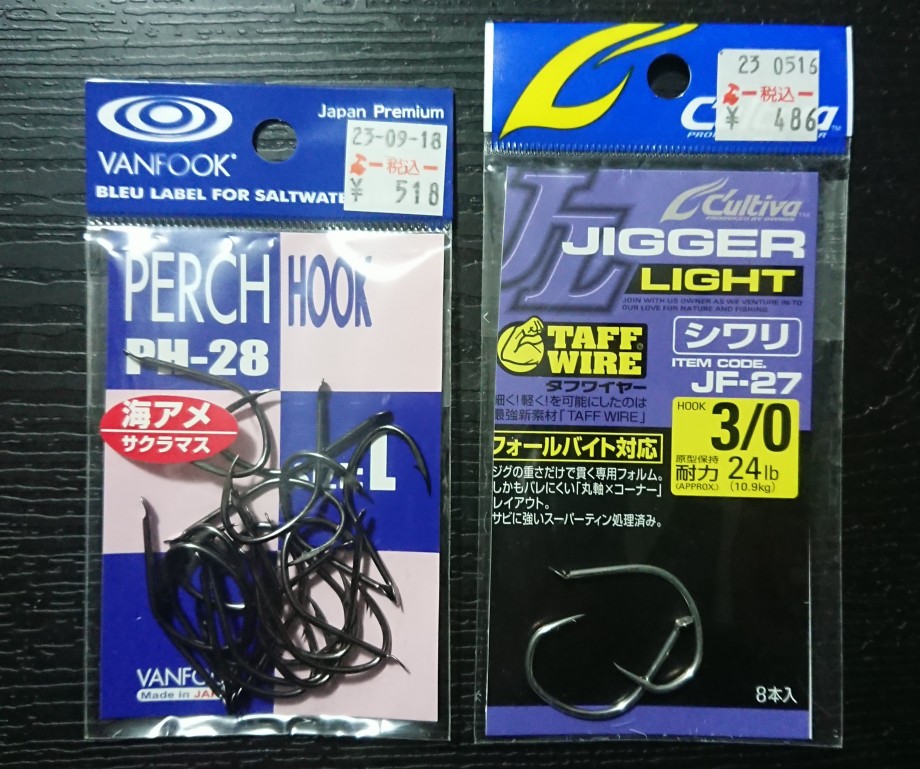 Japan Premium
VANFOOK
BLEU LABEL FOR SALTWATE
23-09-18
税込
¥ 518
PERCH HOOK
PH-28
海アメ
サクラマス
L
VANFO
Made in JA
23 0516
税込
¥ 486
Cultiva
JL
Cultiva
PRODUCED BY OWNER
JIGGER
LIGHT
JOIN WITH US OWNER AS WE VENTURE IN-TO
OUR LOVE FOR NATURE AND FISHING.
TAFF
WIRE
タフワイヤー
シワリ
ITEM CODE.
JF-27
細く!軽く!を可能にしたのは
最強新素材「TAFF WIRE」
HOOK
3/0
原型保持
耐力 24lb
(APPROX.) (10.9kg)
フォールバイト対応
ジグの重さだけで貫く専用フォルム。
しかもバレにくい「丸軸×コーナー」
レイアウト。
サビに強いスーパーティン処理済み。
8本入